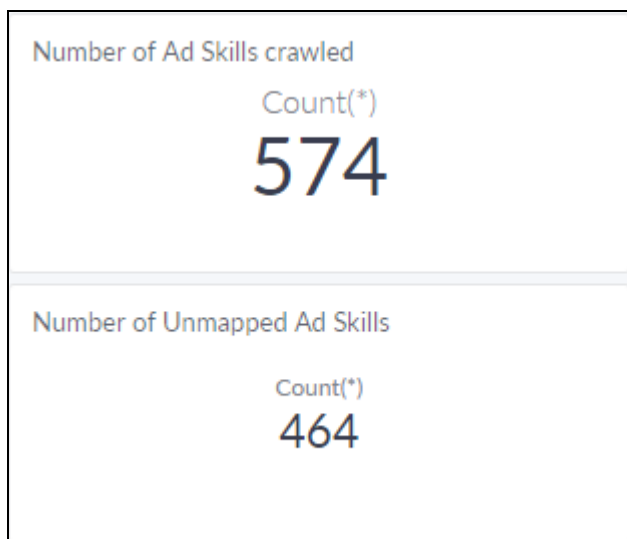 Number of Ad Skills crawled
Count(*)
574
Number of Unmapped Ad Skills
Count(*)
464